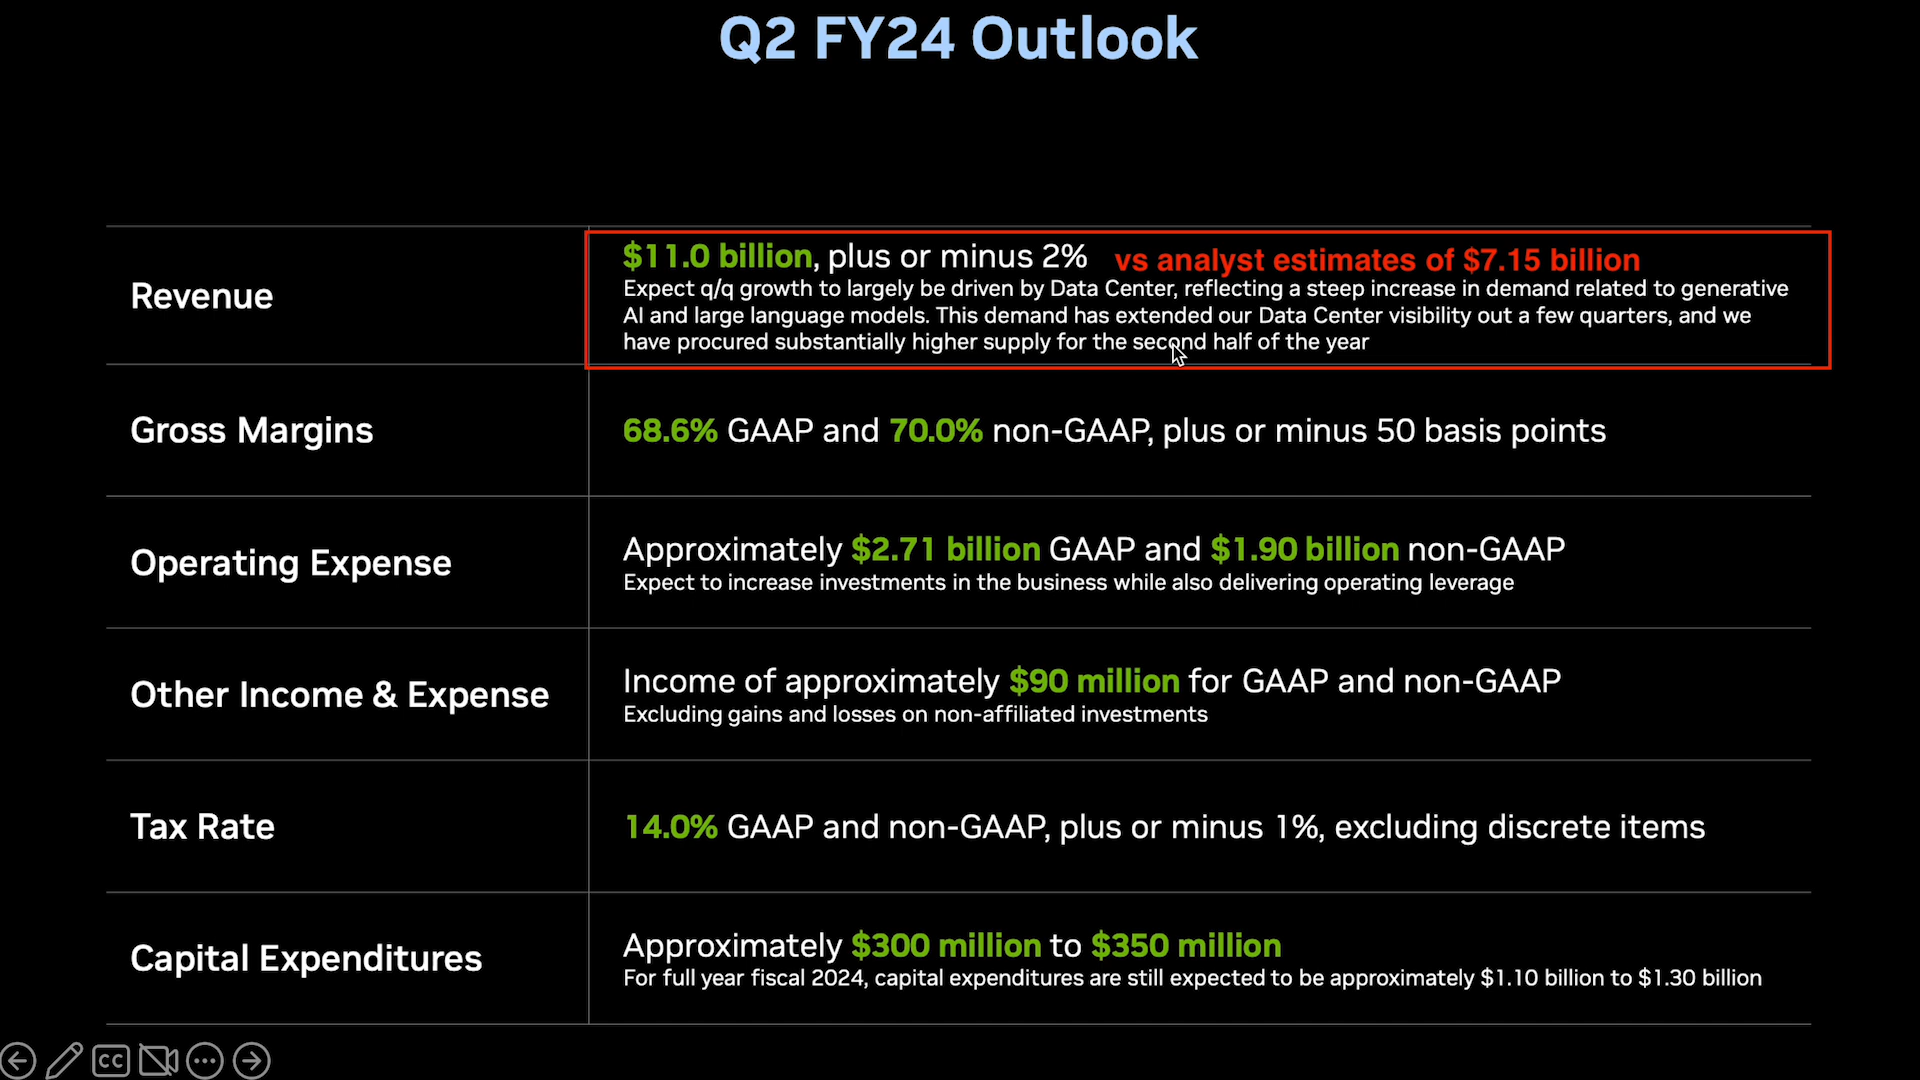 Q2 FY24 Outlook
Revenue
$11.0 billion, plus or minus 2% vs analyst estimates of $7.15 billion
Expect q/q growth to largely be driven by Data Center, reflecting a steep increase in demand related to generative
AI and large language models. This demand has extended our Data Center visibility out a few quarters, and we
have procured substantially higher supply for the second half of the year
Gross Margins
68.6% GAAP and 70.0% non-GAAP, plus or minus 50 basis points
Operating Expense
Approximately $2.71 billion GAAP and $1.90 billion non-GAAP
Expect to increase investments in the business while also delivering operating leverage
Other Income & Expense
Income of approximately $90 million for GAAP and non-GAAP
Excluding gains and losses on non-affiliated investments
Tax Rate
14.0% GAAP and non-GAAP, plus or minus 1%, excluding discrete items
Capital Expenditures
Approximately $300 million to $350 million
For full year fiscal 2024, capital expenditures are still expected to be approximately $1.10 billion to $1.30 billion
CC